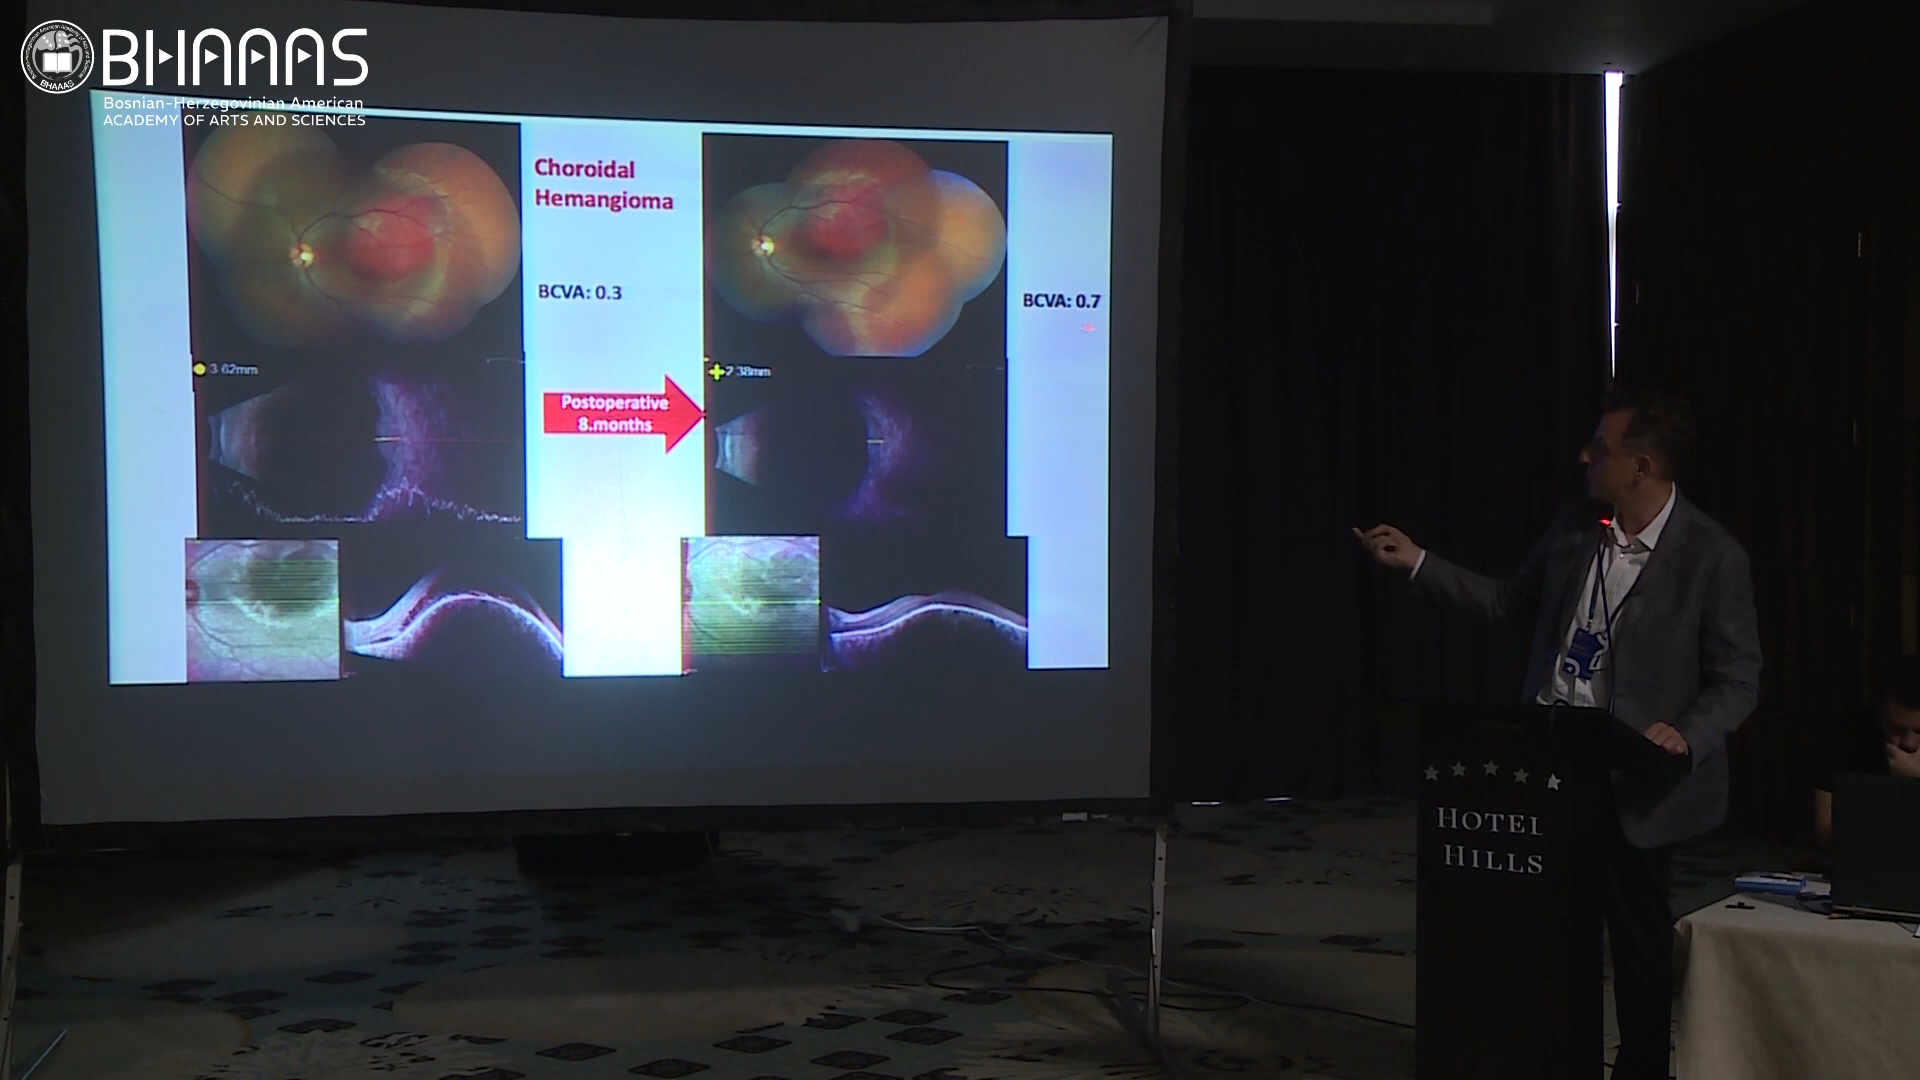 BHAAAS
Bosnian-Herzegovinian American
ACADEMY OF ARTS AND SCIENCES
BHAAAS
Choroidal
Hemangioma
BCVA: 0.3
BCVA: 0.7
3.62mm
2.38mm
Postoperative
8.months
HOTEL
HILLS